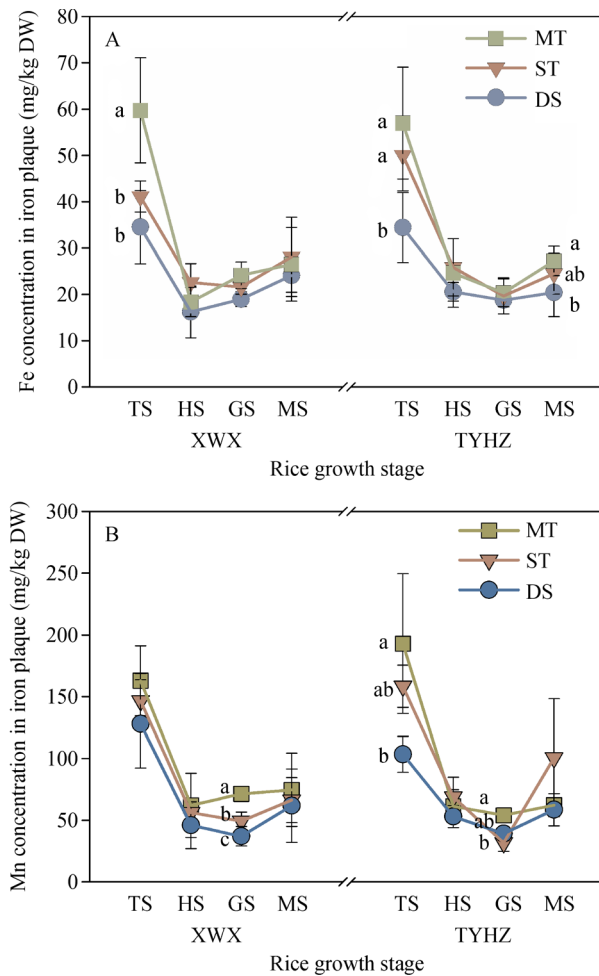 80
70
60
50
40
30
20
10
0
Fe concentration in iron plaque (mg/kg DW)
A
MT
ST
DS
a
b
b
a
a
b
a
ab
b
TS HS GS MS TS HS GS MS
XWX TYHZ
Rice growth stage
300
250
200
150
100
50
0
Mn concentration in iron plaque (mg/kg DW)
B
MT
ST
DS
a
b
c
a
ab
b
a
ab
b
TS HS GS MS TS HS GS MS
XWX TYHZ
Rice growth stage